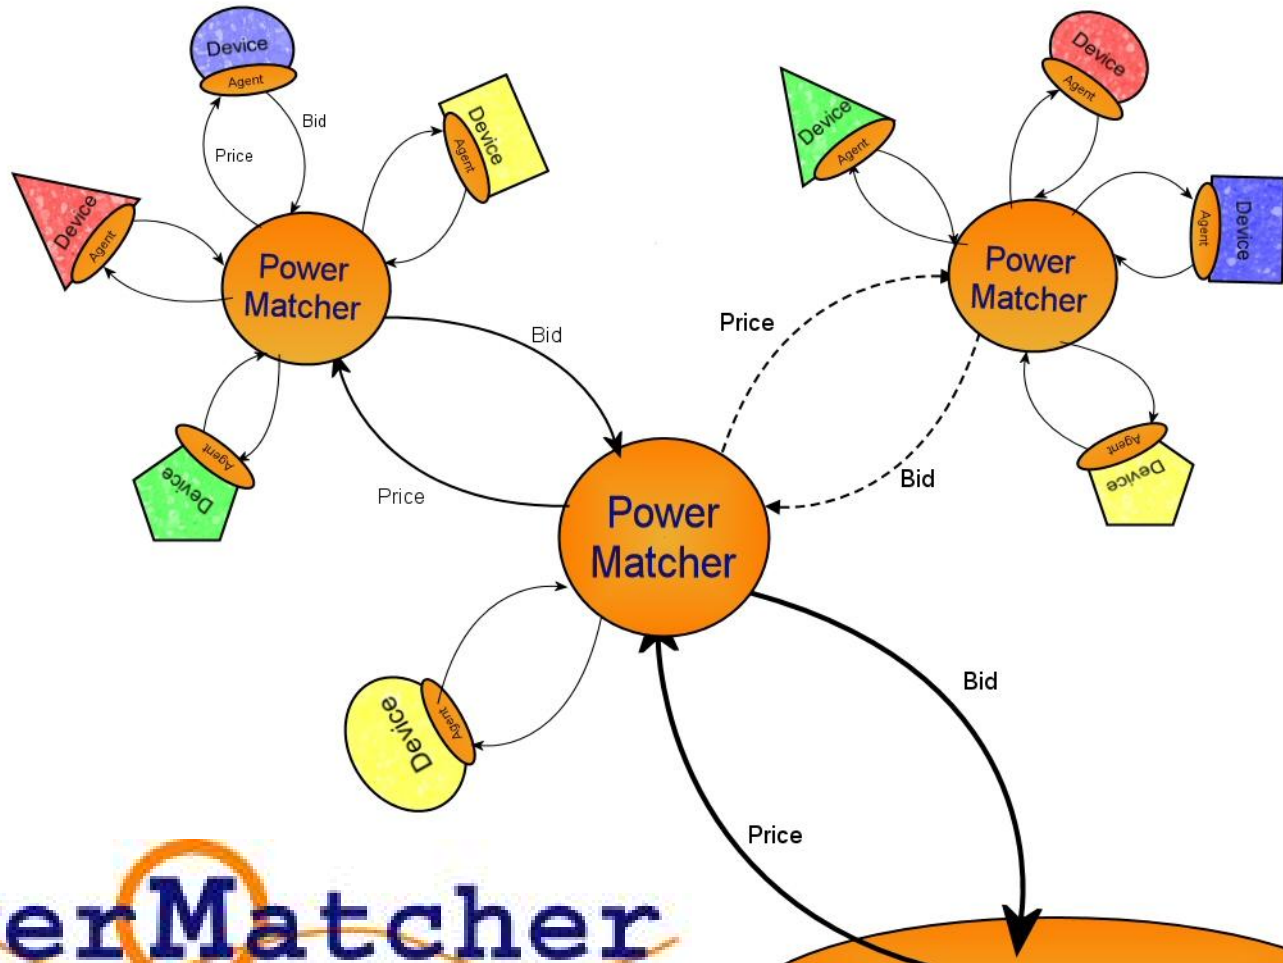 Device
Agent
Bid
Price
Device
Agent
Device
Agent
Power
Matcher
Device
Agent
Bid
Price
Device
Agent
Device
Agent
Device
Agent
Power
Matcher
Device
Agent
Price
Bid
Power
Matcher
Device
Agent
Bid
Price
erMatcher